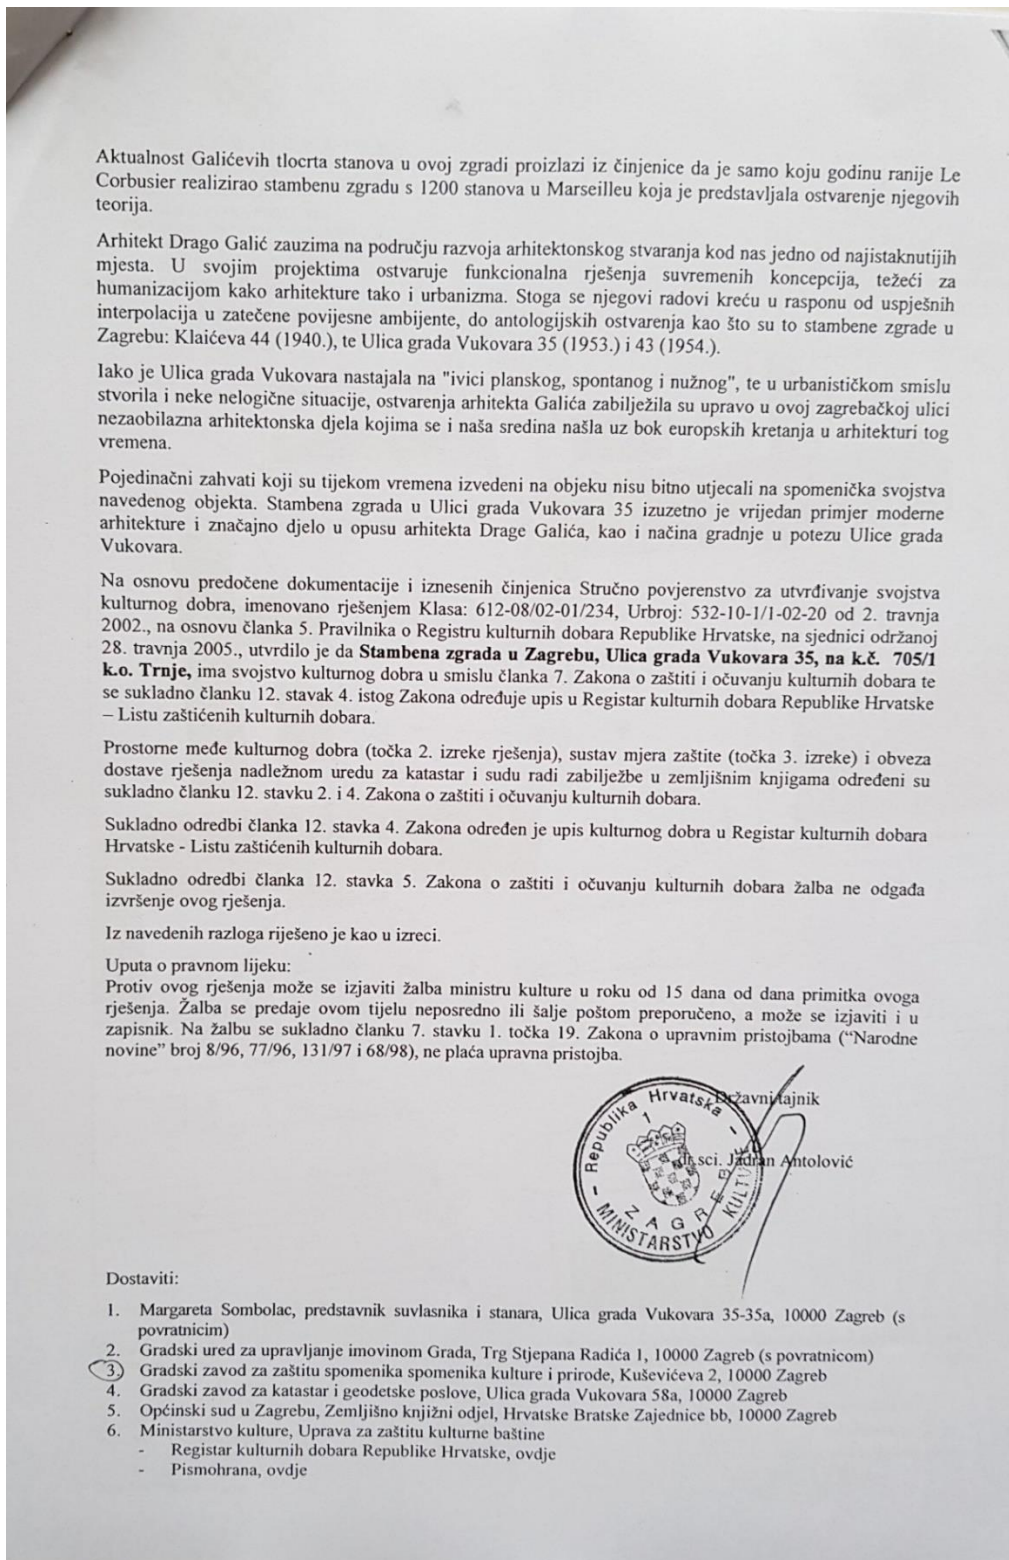 Aktualnost Galićevih tlocrta stanova u ovoj zgradi proizlazi iz činjenice da je samo koju godinu ranije Le
Corbusier realizirao stambenu zgradu s 1200 stanova u Marseilleu koja je predstavljala ostvarenje njegovih
teorija.
Arhitekt Drago Galić zauzima na području razvoja arhitektonskog stvaranja kod nas jedno od najistaknutijih
mjesta. U svojim projektima ostvaruje funkcionalna rješenja suvremenih koncepcija, težeći za
humanizacijom kako arhitekture tako i urbanizma. Stoga se njegovi radovi kreću u rasponu od uspješnih
interpolacija u zatečene povijesne ambijente, do antologijskih ostvarenja kao što su to stambene zgrade u
Zagrebu: Klaićeva 44 (1940.), te Ulica grada Vukovara 35 (1953.) i 43 (1954.).
Iako je Ulica grada Vukovara nastajala na "ivici planskog, spontanog i nužnog", te u urbanističkom smislu
stvorila i neke nelogične situacije, ostvarenja arhitekta Galića zabilježila su upravo u ovoj zagrebačkoj ulici
nezaobilazna arhitektonska djela kojima se i naša sredina našla uz bok europskih kretanja u arhitekturi tog
vremena.
Pojedinačni zahvati koji su tijekom vremena izvedeni na objeku nisu bitno utjecali na spomenička svojstva
navedenog objekta. Stambena zgrada u Ulici grada Vukovara 35 izuzetno je vrijedan primjer moderne
arhitekture i značajno djelo u opusu arhitekta Drage Galića, kao i načina gradnje u potezu Ulice grada
Vukovara.
Na osnovu predočene dokumentacije i iznesenih činjenica Stručno povjerenstvo za utvrđivanje svojstva
kulturnog dobra, imenovano rješenjem Klasa: 612-08/02-01/234, Urbroj: 532-10-1/1-02-20 od 2. travnja
2002., na osnovu članka 5. Pravilnika o Registru kulturnih dobara Republike Hrvatske, na sjednici održanoj
28. travnja 2005., utvrdilo je da Stambena zgrada u Zagrebu, Ulica grada Vukovara 35, na k.č. 705/1
k.o. Trnje, ima svojstvo kulturnog dobra u smislu članka 7. Zakona o zaštiti i očuvanju kulturnih dobara te
se sukladno članku 12. stavak 4. istog Zakona određuje upis u Registar kulturnih dobara Republike Hrvatske
– Listu zaštićenih kulturnih dobara.
Prostorne međe kulturnog dobra (točka 2. izreke rješenja), sustav mjera zaštite (točka 3. izreke) i obveza
dostave rješenja nadležnom uredu za katastar i sudu radi zabilježbe u zemljišnim knjigama određeni su
sukladno članku 12. stavku 2. i 4. Zakona o zaštiti i očuvanju kulturnih dobara.
Sukladno odredbi članka 12. stavka 4. Zakona određen je upis kulturnog dobra u Registar kulturnih dobara
Hrvatske - Listu zaštićenih kulturnih dobara.
Sukladno odredbi članka 12. stavka 5. Zakona o zaštiti i očuvanju kulturnih dobara žalba ne odgađa
izvršenje ovog rješenja.
Iz navedenih razloga riješeno je kao u izreci.
Uputa o pravnom lijeku:
Protiv ovog rješenja može se izjaviti žalba ministru kulture u roku od 15 dana od dana primitka ovoga
rješenja. Žalba se predaje ovom tijelu neposredno ili šalje poštom preporučeno, a može se izjaviti i u
zapisnik. Na žalbu se sukladno članku 7. stavku 1. točka 19. Zakona o upravnim pristojbama (“Narodne
novine” broj 8/96, 77/96, 131/97 i 68/98), ne plaća upravna pristojba.
Državni tajnik
dr.sci. Jadran Antolović
Republika Hrvatska
1
ZAGREB
MINISTARSTVO KULTURE
Dostaviti:
1. Margareta Sombolac, predstavnik suvlasnika i stanara, Ulica grada Vukovara 35-35a, 10000 Zagreb (s
povratnicim)
2. Gradski ured za upravljanje imovinom Grada, Trg Stjepana Radića 1, 10000 Zagreb (s povratnicom)
3. Gradski zavod za zaštitu spomenika spomenika kulture i prirode, Kuševićeva 2, 10000 Zagreb
4. Gradski zavod za katastar i geodetske poslove, Ulica grada Vukovara 58a, 10000 Zagreb
5. Općinski sud u Zagrebu, Zemljišno knjižni odjel, Hrvatske Bratske Zajednice bb, 10000 Zagreb
6. Ministarstvo kulture, Uprava za zaštitu kulturne baštine
- Registar kulturnih dobara Republike Hrvatske, ovdje
- Pismohrana, ovdje